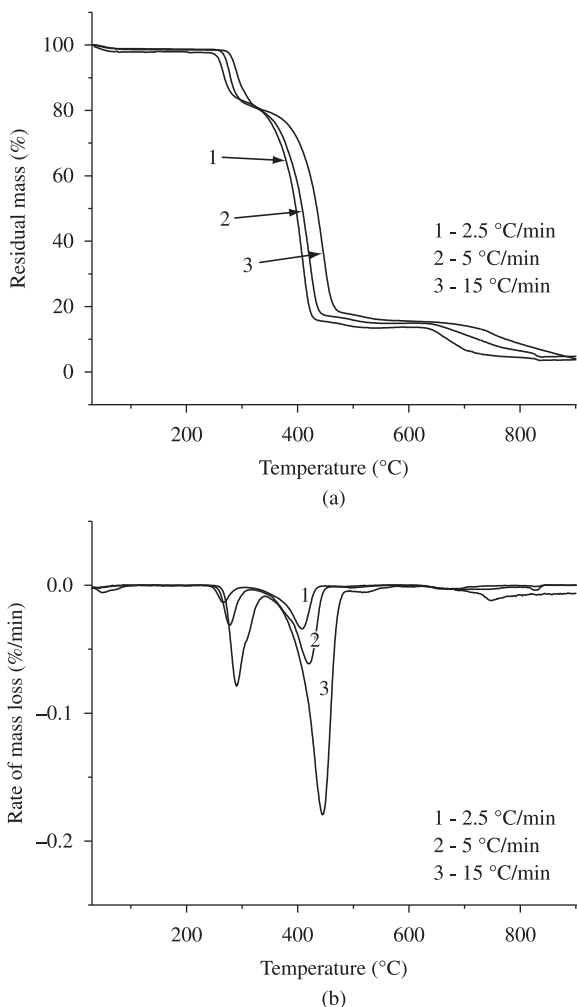 100
80
60
40
20
0
Residual mass (%)
1
2
3
1 - 2.5 °C/min
2 - 5 °C/min
3 - 15 °C/min
200 400 600 800
Temperature (°C)
(a)
0.0
−0.1
−0.2
Rate of mass loss (%/min)
1
2
3
1 - 2.5 °C/min
2 - 5 °C/min
3 - 15 °C/min
200 400 600 800
Temperature (°C)
(b)